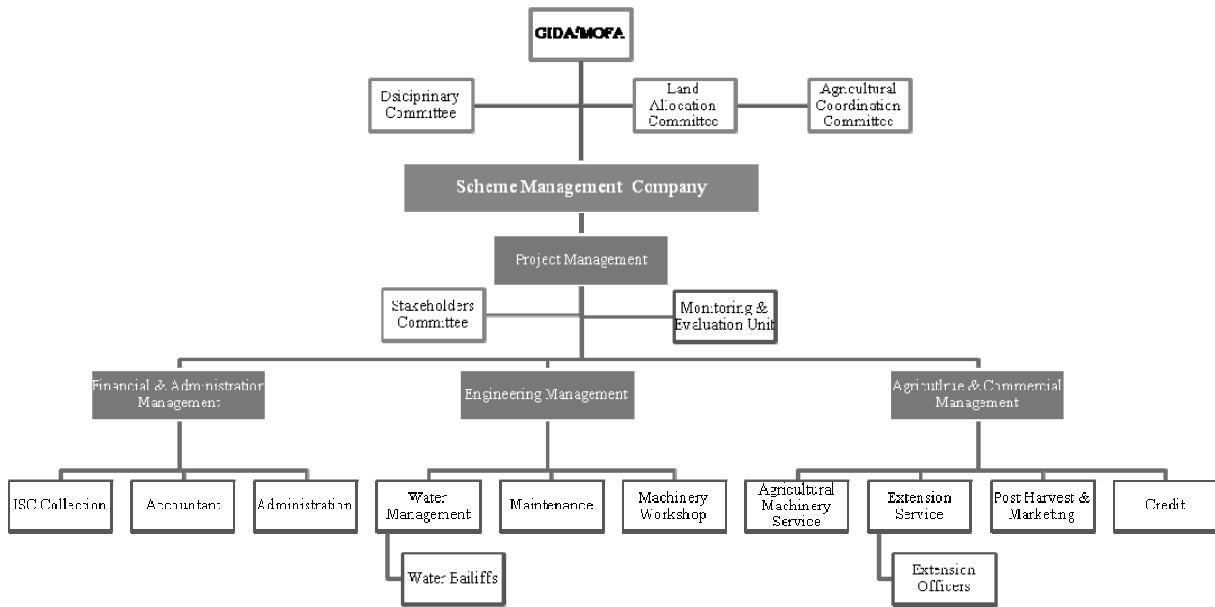 GIDA/MOFA
Dsiciprinary
Committee
Land
Allocation
Committee
Agricultural
Coordination
Committee
Scheme Management Company
Project Management
Stakeholders
Committee
Monitoring &
Evaluation Unit
Financial & Administration
Management
Engineering Management
Agricutlrue & Commercial
Management
ISC Collection
Accountant
Administration
Water
Management
Maintenance
Machinery
Workshop
Agricultural
Machinery
Service
Extension
Service
Post Harvest &
Marketing
Credit
Water Bailiffs
Extension
Officers